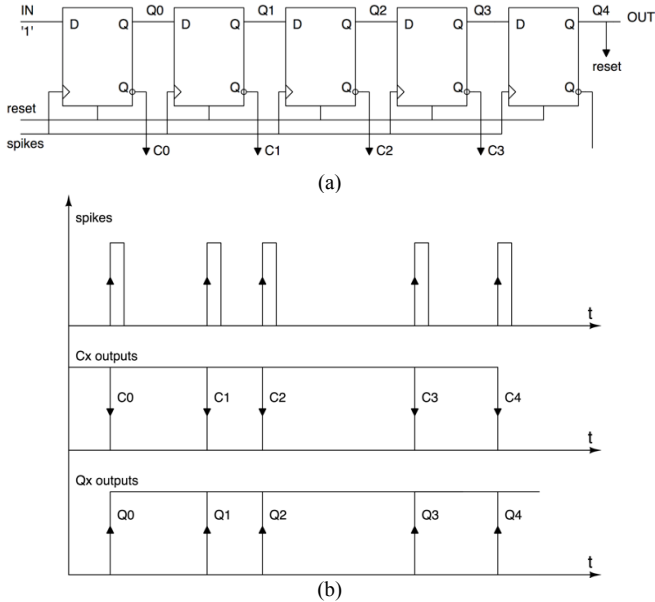 IN Q0 Q1 Q2 Q3 Q4 OUT
'1' D Q D Q D Q D Q D Q
reset
Q Q Q Q Q
reset
spikes C0 C1 C2 C3
(a)
spikes
t
Cx outputs
C0 C1 C2 C3 C4
t
Qx outputs
Q0 Q1 Q2 Q3 Q4
t
(b)